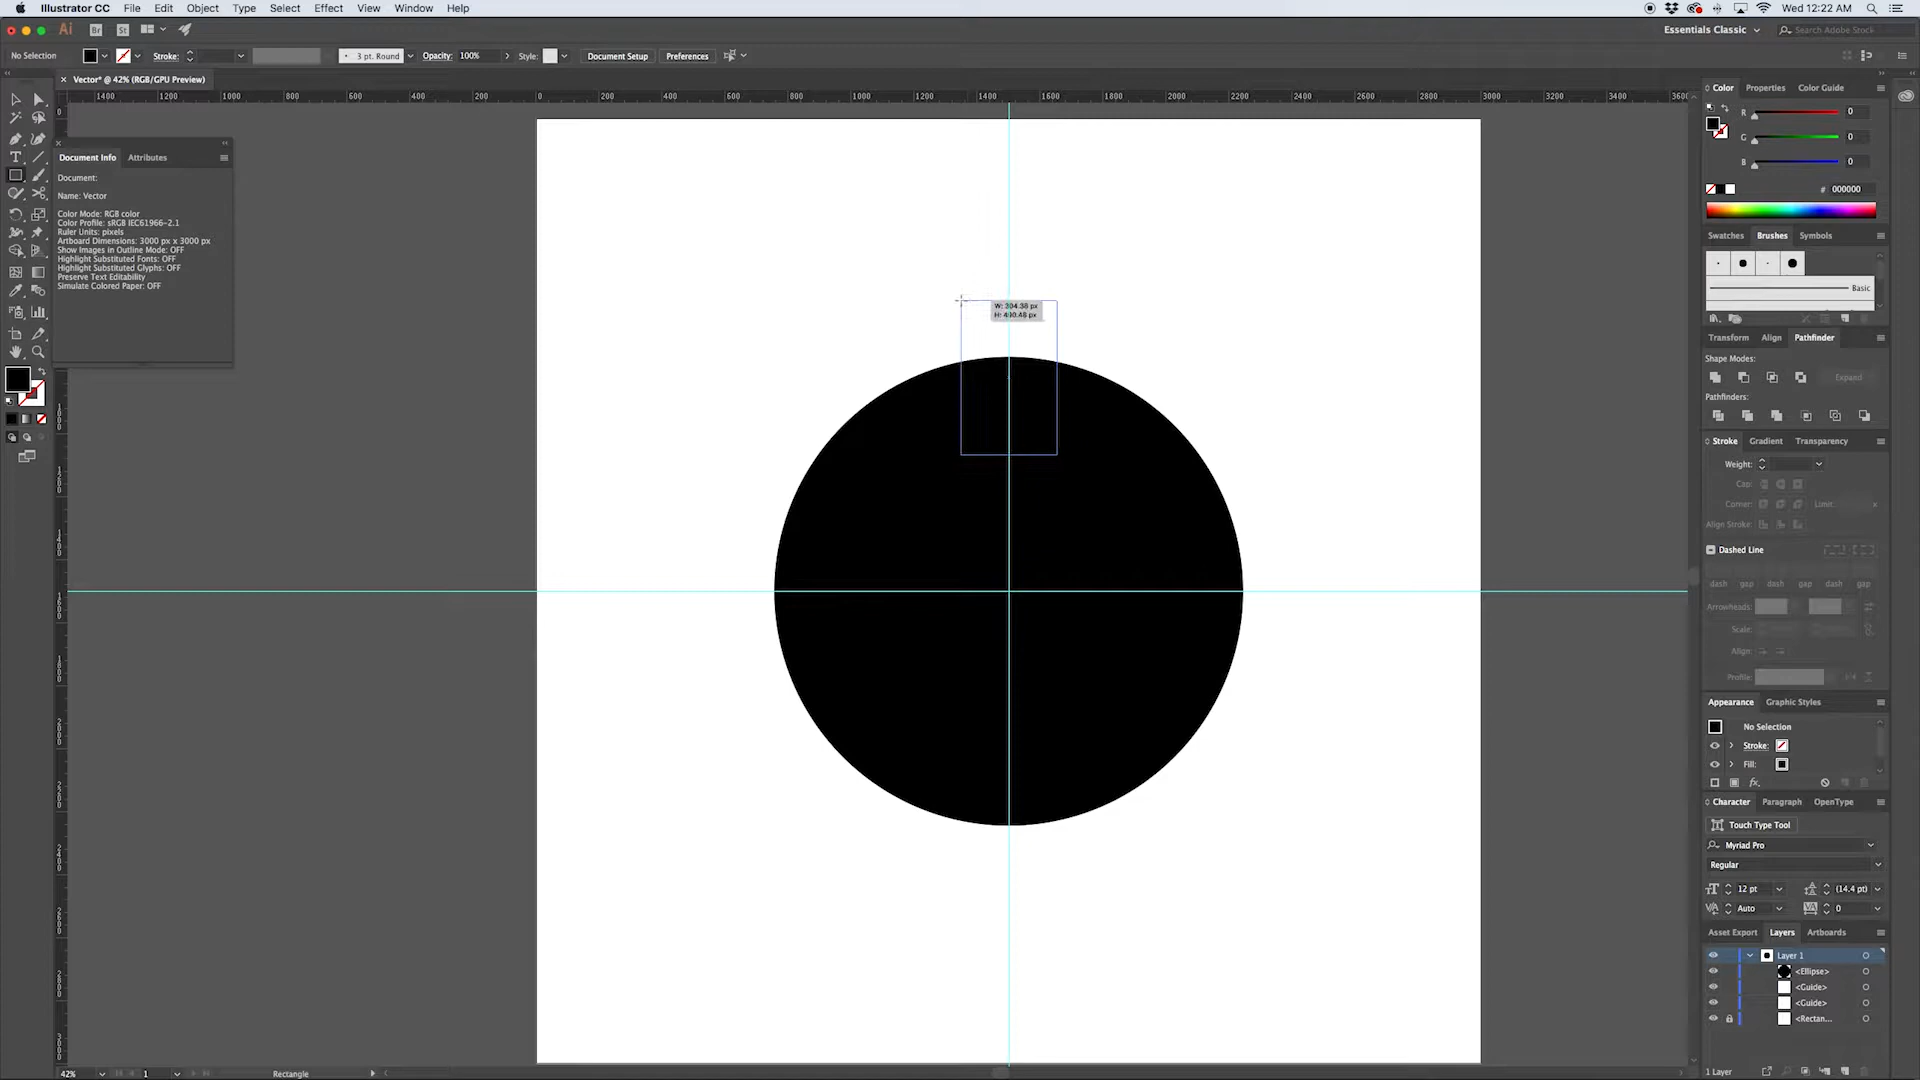 Illustrator CC File Edit Object Type Select Effect View Window Help
Wed 12:22 AM
Ai Br St
Essentials Classic
Search Adobe Stock
No Selection
Stroke:
3 pt. Round
Opacity: 100%
Style:
Document Setup
Preferences
× Vector* @ 42% (RGB/GPU Preview)
1400 1200 1000 800 600 400 200 0 200 400 600 800 1000 1200 1400 1600 1800 2000 2200 2400 2600 2800 3000 3200 3400 3600
Document Info Attributes
Document:
Name: Vector
Color Mode: RGB color
Color Profile: sRGB IEC61966-2.1
Ruler Units: pixels
Artboard Dimensions: 3000 px x 3000 px
Show Images in Outline Mode: OFF
Highlight Substituted Fonts: OFF
Highlight Substituted Glyphs: OFF
Preserve Text Editability
Simulate Colored Paper: OFF
W: 304.38 px
H: 490.48 px
Color Properties Color Guide
R 0
G 0
B 0
# 000000
Swatches Brushes Symbols
Basic
Transform Align Pathfinder
Shape Modes:
Expand
Pathfinders:
Stroke Gradient Transparency
Weight:
Cap:
Corner: Limit:
Align Stroke:
Dashed Line
dash gap dash gap dash gap
Arrowheads:
Scale:
Align:
Profile:
Appearance Graphic Styles
No Selection
Stroke:
Fill:
fx
Character Paragraph OpenType
Touch Type Tool
Myriad Pro
Regular
12 pt (14.4 pt)
Auto 0
Asset Export Layers Artboards
Layer 1
<Ellipse>
<Guide>
<Guide>
<Rectan...
1 Layer
42% 1 Rectangle